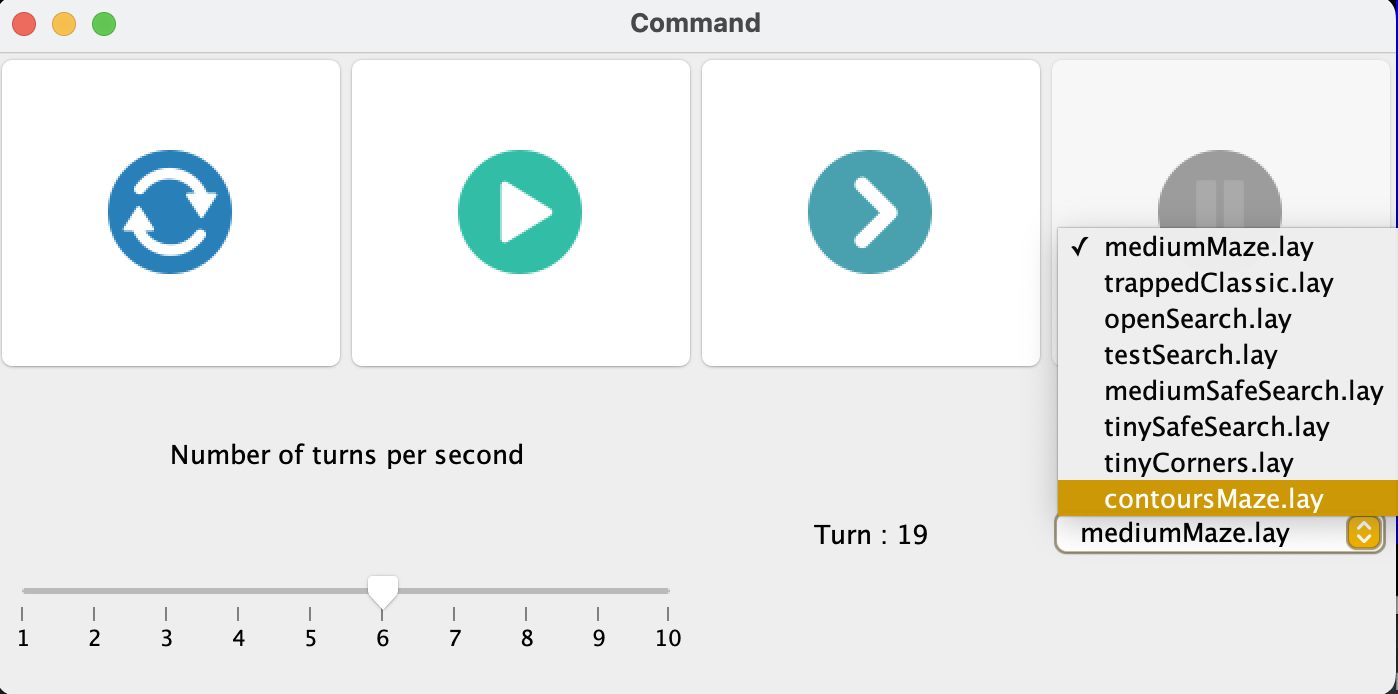 Command
✓ mediumMaze.lay
trappedClassic.lay
openSearch.lay
testSearch.lay
mediumSafeSearch.lay
tinySafeSearch.lay
tinyCorners.lay
contoursMaze.lay
Number of turns per second
Turn : 19
mediumMaze.lay
1 2 3 4 5 6 7 8 9 10